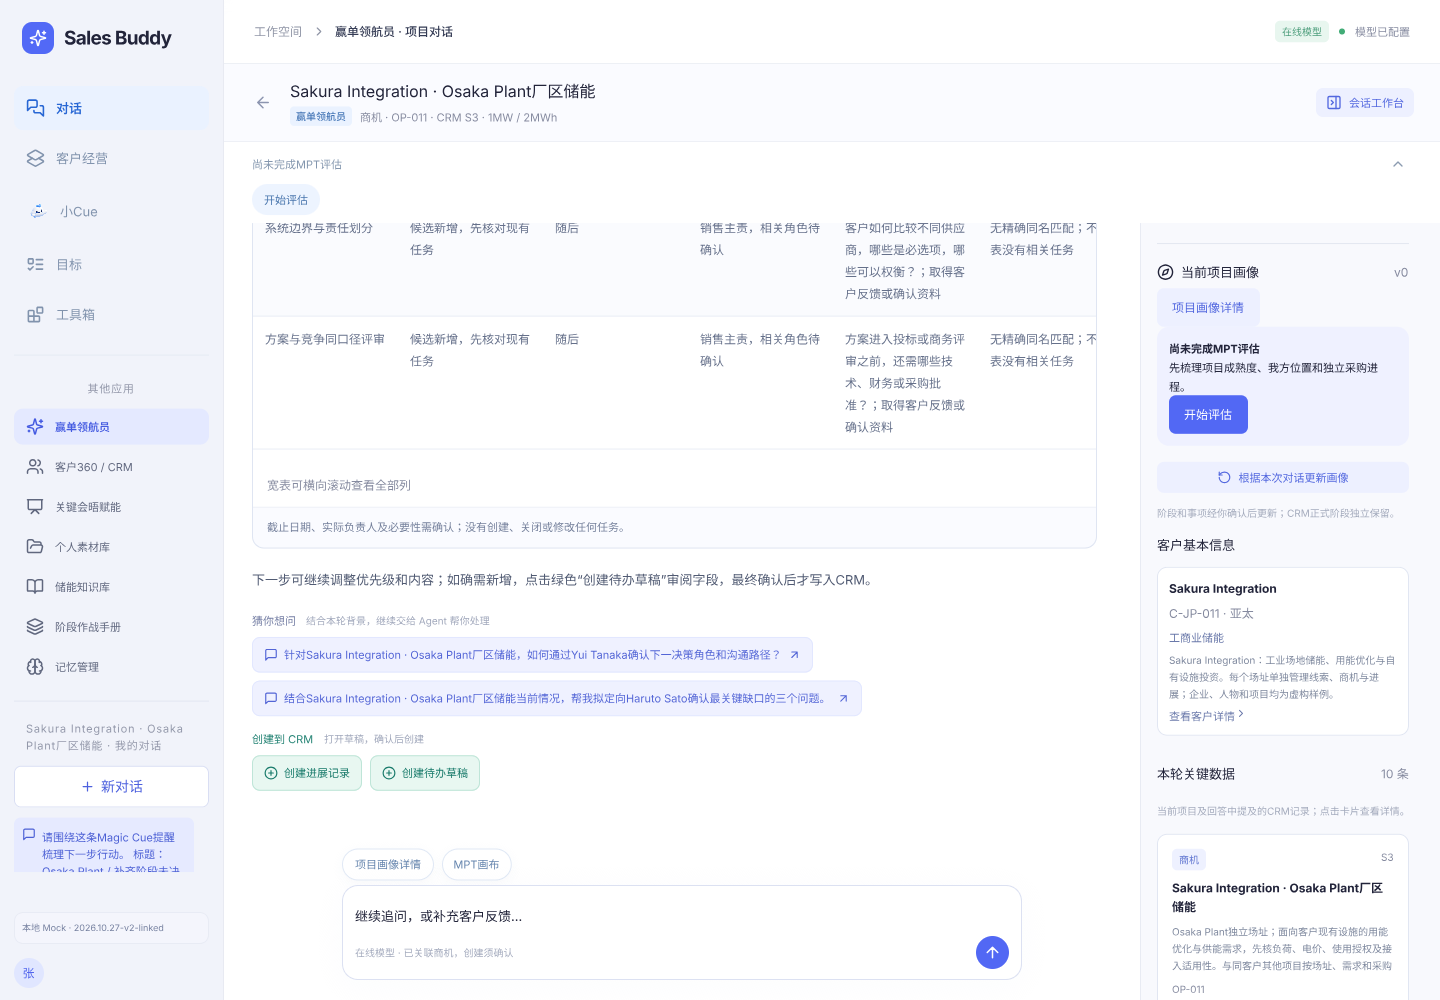 Sales Buddy
对话
客户经营
小Cue
目标
工具箱
其他应用
赢单领航员
客户360 / CRM
关键会晤赋能
个人素材库
储能知识库
阶段作战手册
记忆管理
Sakura Integration · Osaka
Plant厂区储能 · 我的对话
新对话
请围绕这条Magic Cue提醒
梳理下一步行动。 标题：
Osaka Plant / 补齐阶段未决
本地 Mock · 2026.10.27-v2-linked
张
工作空间
赢单领航员 · 项目对话
在线模型
模型已配置
Sakura Integration · Osaka Plant厂区储能
赢单领航员
商机 · OP-011 · CRM S3 · 1MW / 2MWh
会话工作台
尚未完成MPT评估
开始评估
系统边界与责任划分
候选新增，先核对现有
任务
随后
销售主责，相关角色待
确认
客户如何比较不同供应
商，哪些是必选项，哪
些可以权衡？；取得客
户反馈或确认资料
无精确同名匹配；不
表没有相关任务
方案与竞争同口径评审
候选新增，先核对现有
任务
随后
销售主责，相关角色待
确认
方案进入投标或商务评
审之前，还需哪些技
术、财务或采购批
准？；取得客户反馈或
确认资料
无精确同名匹配；不
表没有相关任务
宽表可横向滚动查看全部列
截止日期、实际负责人及必要性需确认；没有创建、关闭或修改任何任务。
下一步可继续调整优先级和内容；如确需新增，点击绿色“创建待办草稿”审阅字段，最终确认后才写入CRM。
猜你想问
结合本轮背景，继续交给 Agent 帮你处理
针对Sakura Integration · Osaka Plant厂区储能，如何通过Yui Tanaka确认下一决策角色和沟通路径？
结合Sakura Integration · Osaka Plant厂区储能当前情况，帮我拟定向Haruto Sato确认最关键缺口的三个问题。
创建到 CRM
打开草稿，确认后创建
创建进展记录
创建待办草稿
项目画像详情
MPT画布
继续追问，或补充客户反馈...
在线模型 · 已关联商机，创建须确认
当前项目画像
v0
项目画像详情
尚未完成MPT评估
先梳理项目成熟度、我方位置和独立采购进
程。
开始评估
根据本次对话更新画像
阶段和事项经你确认后更新；CRM正式阶段独立保留。
客户基本信息
Sakura Integration
C-JP-011 · 亚太
工商业储能
Sakura Integration：工业场地储能、用能优化与自
有设施投资。每个场址单独管理线索、商机与进
展；企业、人物和项目均为虚构样例。
查看客户详情
本轮关键数据
10 条
当前项目及回答中提及的CRM记录；点击卡片查看详情。
商机
S3
Sakura Integration · Osaka Plant厂区
储能
Osaka Plant独立场址；面向客户现有设施的用能
优化与供能需求，先核负荷、电价、使用授权及接
入适用性。与同客户其他项目按场址、需求和采购
OP-011